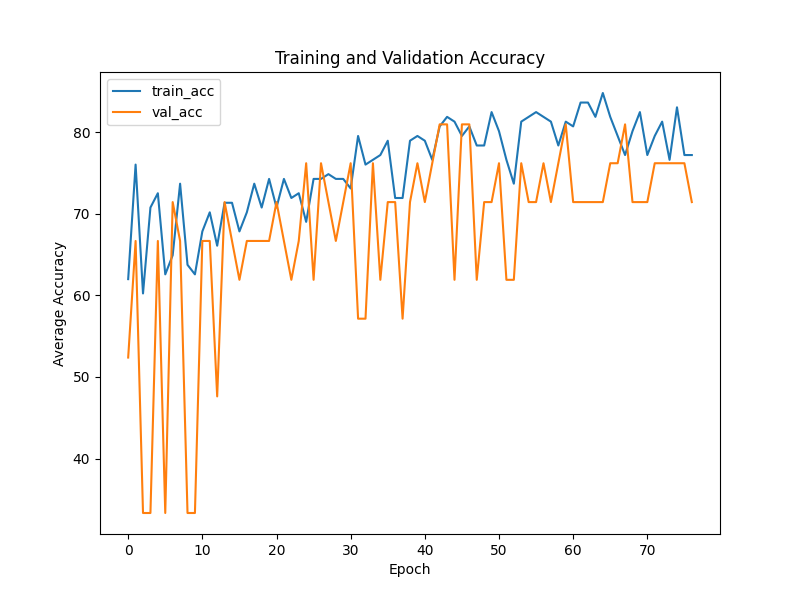 Training and Validation Accuracy
train_acc
val_acc
Average Accuracy
80
70
60
50
40
0 10 20 30 40 50 60 70
Epoch